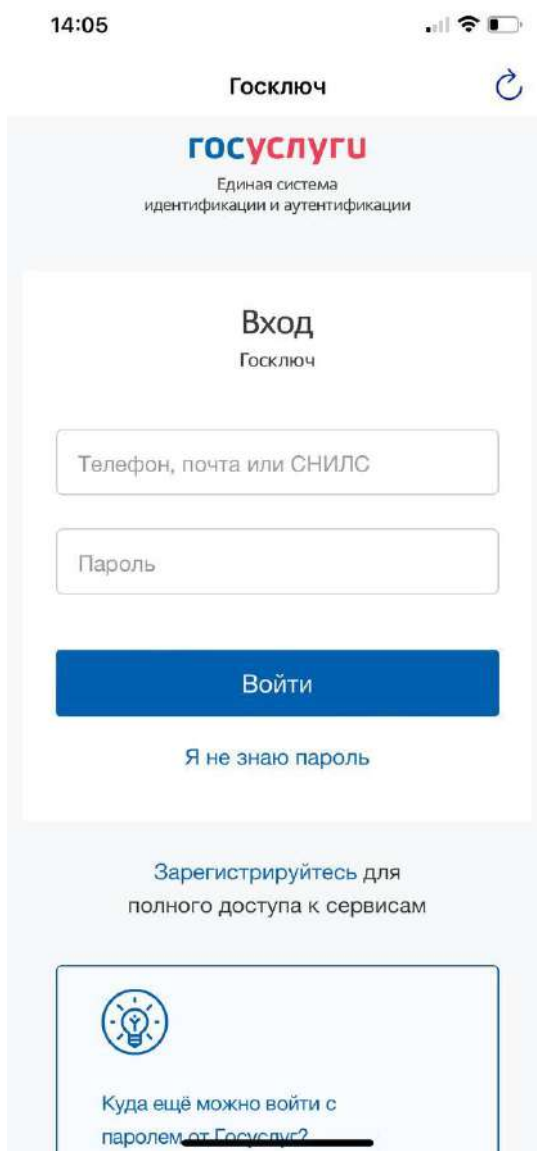 14:05
Госключ
госуслуги
Единая система
идентификации и аутентификации
Вход
Госключ
Телефон, почта или СНИЛС
Пароль
Войти
Я не знаю пароль
Зарегистрируйтесь для
полного доступа к сервисам
Куда ещё можно войти с
паролем от Госуслуг?